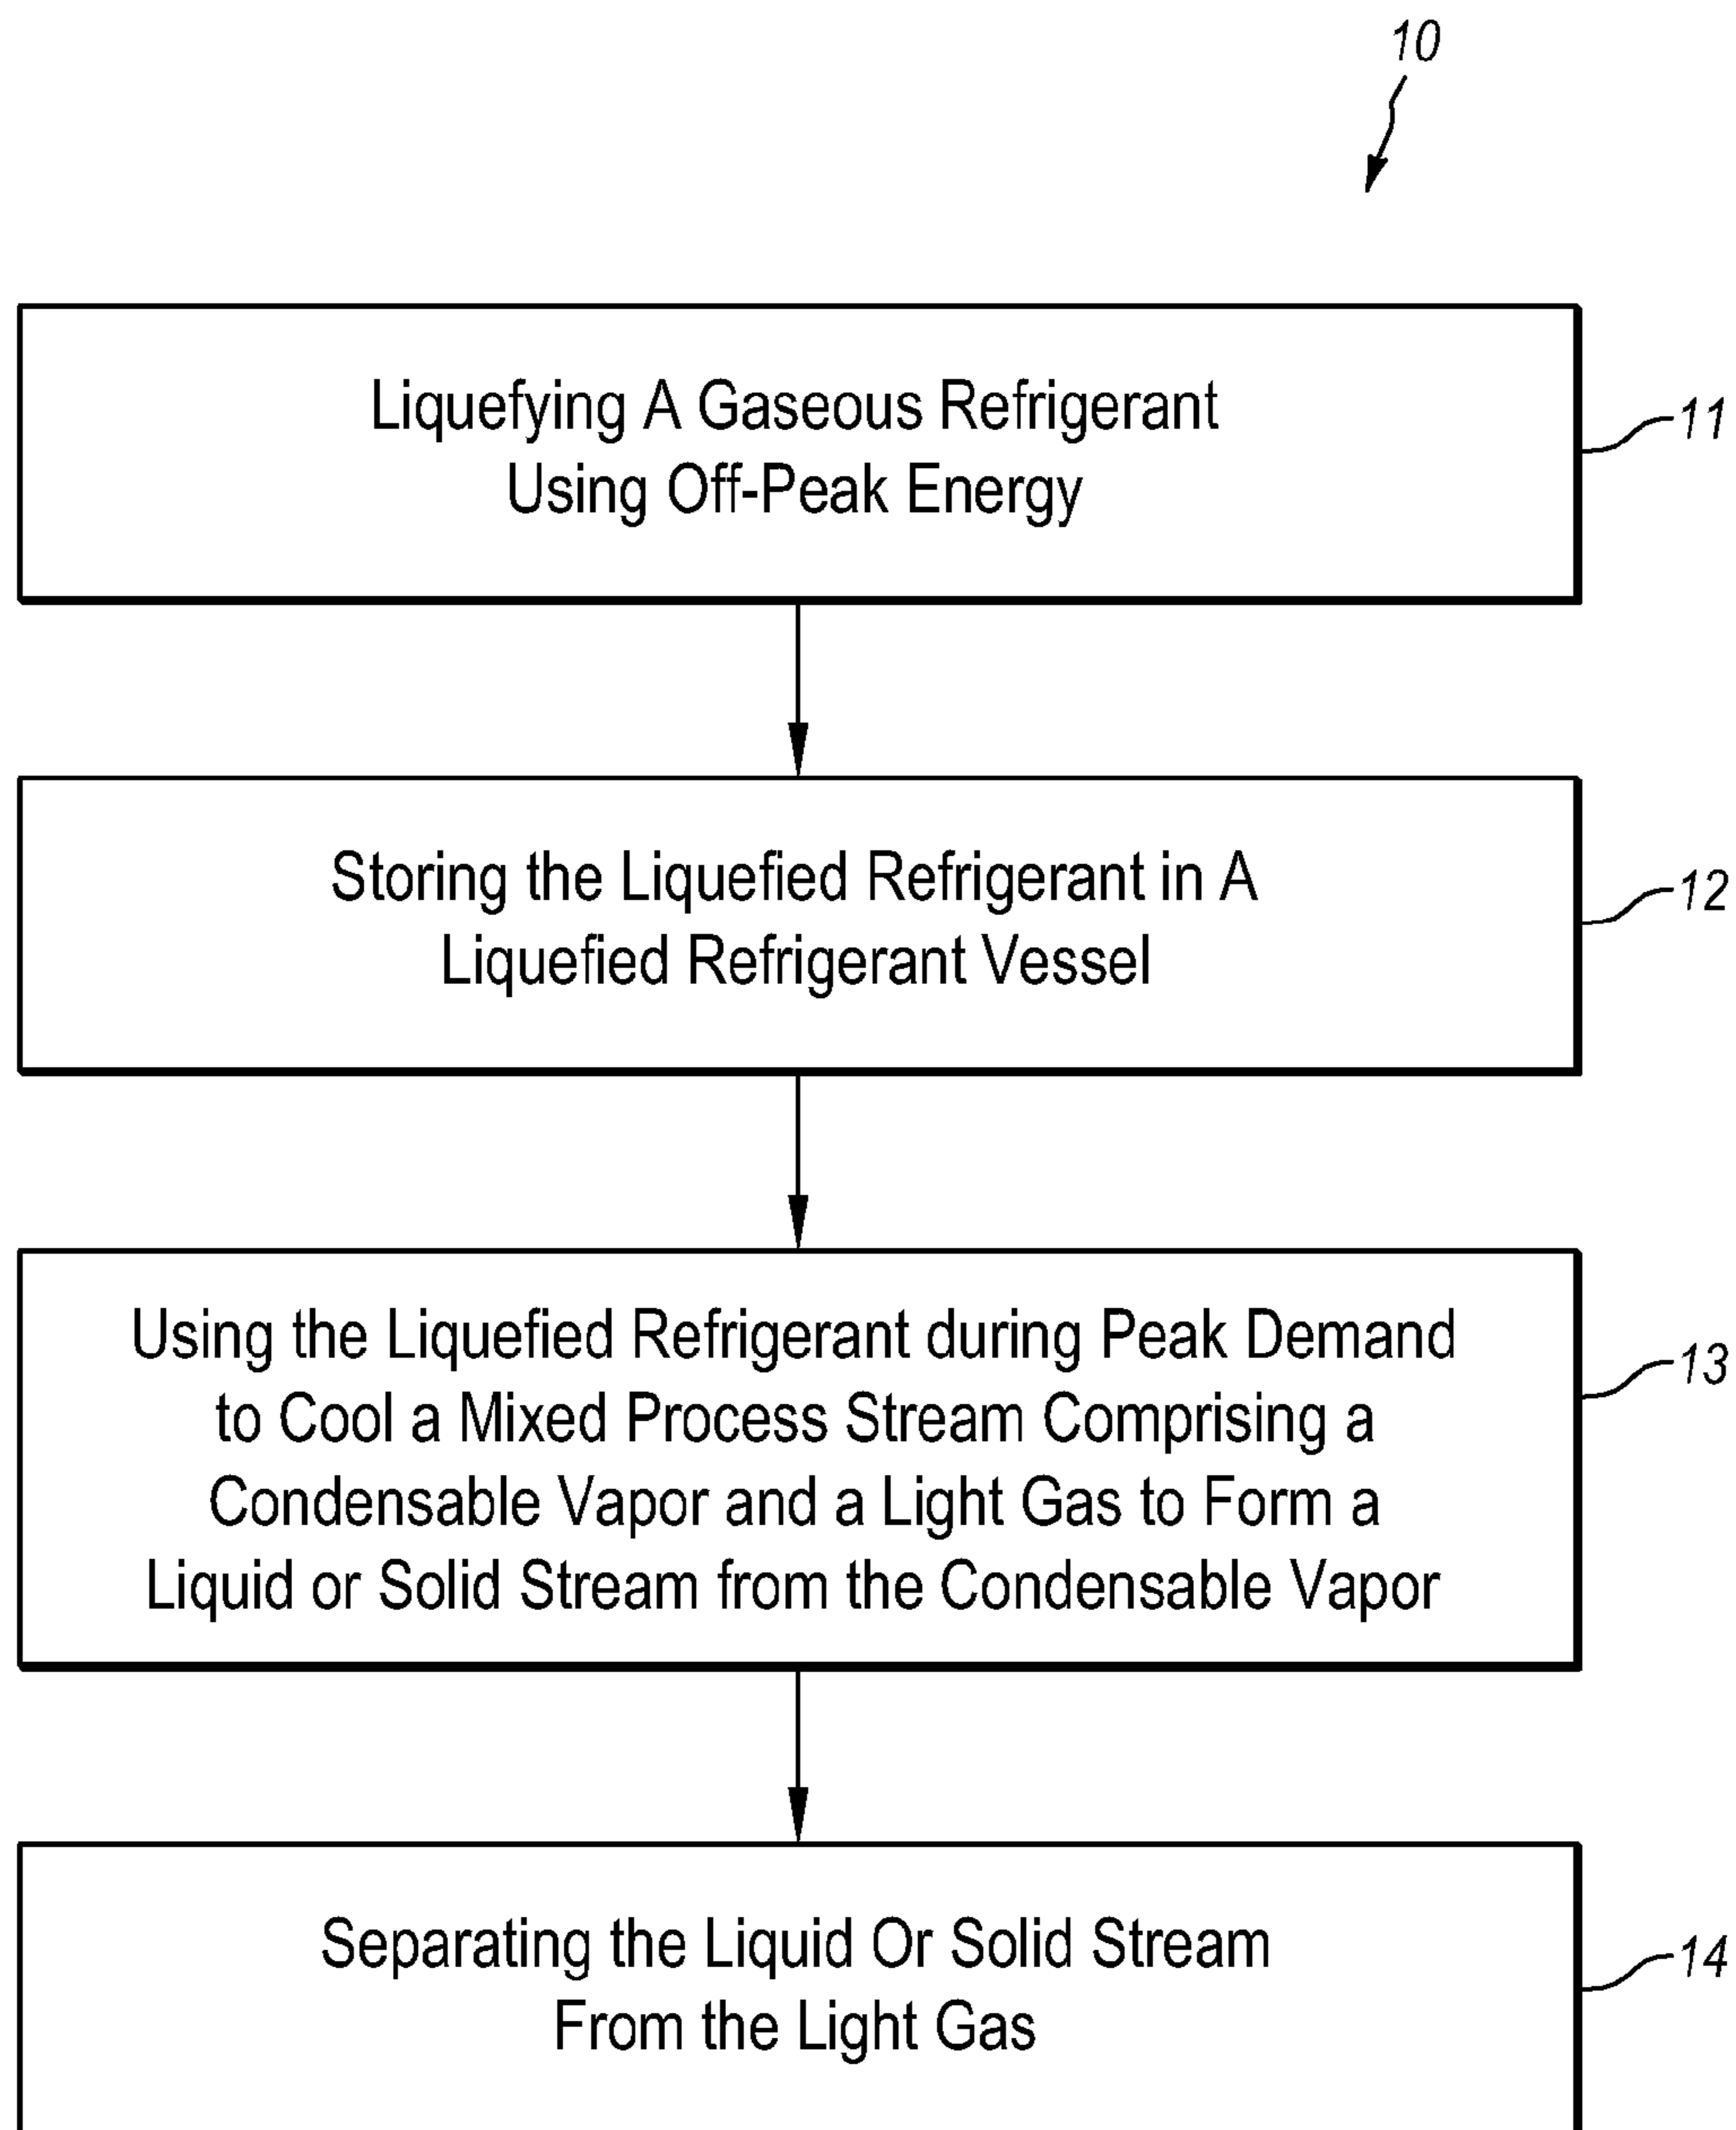 10
Liquefying A Gaseous Refrigerant
Using Off-Peak Energy
11
Storing the Liquefied Refrigerant in A
Liquefied Refrigerant Vessel
12
Using the Liquefied Refrigerant during Peak Demand
to Cool a Mixed Process Stream Comprising a
Condensable Vapor and a Light Gas to Form a
Liquid or Solid Stream from the Condensable Vapor
13
Separating the Liquid Or Solid Stream
From the Light Gas
14